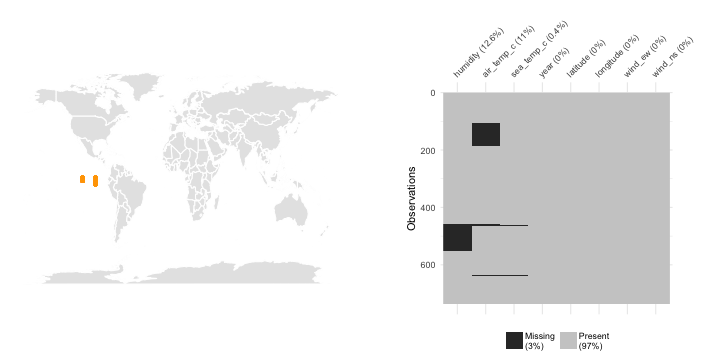 humidity (12.6%)
air_temp_c (11%)
sea_temp_c (0.4%)
year (0%)
latitude (0%)
longitude (0%)
wind_ew (0%)
wind_ns (0%)
0
200
400
600
Observations
Missing
(3%)
Present
(97%)